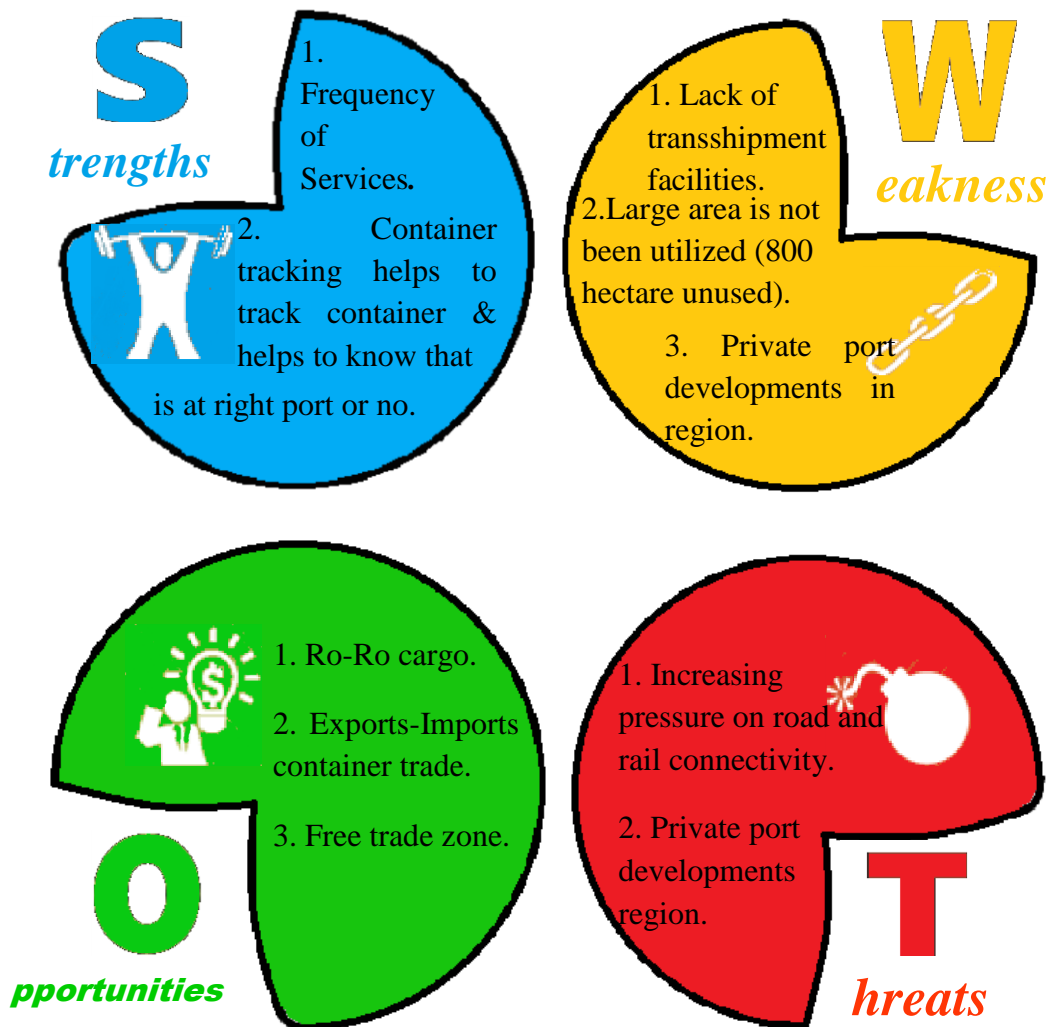 S
trengths
1.
Frequency
of
Services.
2. Container
tracking helps to
track container &
helps to know that
is at right port or no.
W
eakness
1. Lack of
transshipment
facilities.
2.Large area is not
been utilized (800
hectare unused).
3. Private port
developments in
region.
1. Ro-Ro cargo.
2. Exports-Imports
container trade.
3. Free trade zone.
O
pportunities
$
1. Increasing
pressure on road and
rail connectivity.
2. Private port
developments
region.
T
hreats